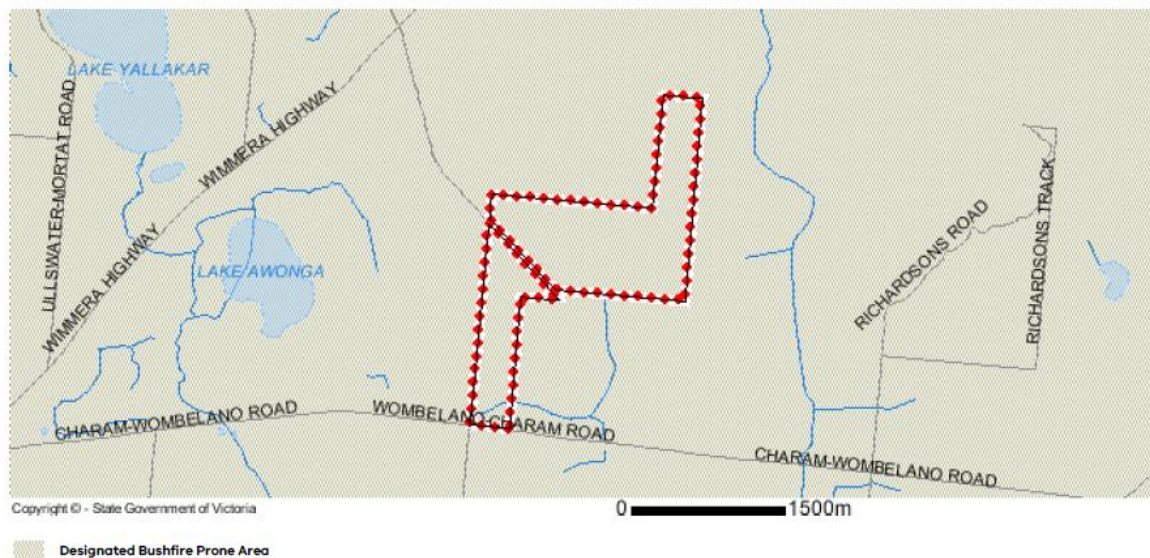 LAKE YALLAKAR
ULLSWATER-MORTAT ROAD
WIMMERA HIGHWAY
WIMMERA HIGHWAY
LAKE AWONGA
RICHARDSONS ROAD
RICHARDSONS TRACK
CHARAM-WOMBELANO ROAD
WOMBELANO-CHARAM ROAD
CHARAM-WOMBELANO ROAD
Copyright © - State Government of Victoria
0 1500m
Designated Bushfire Prone Area